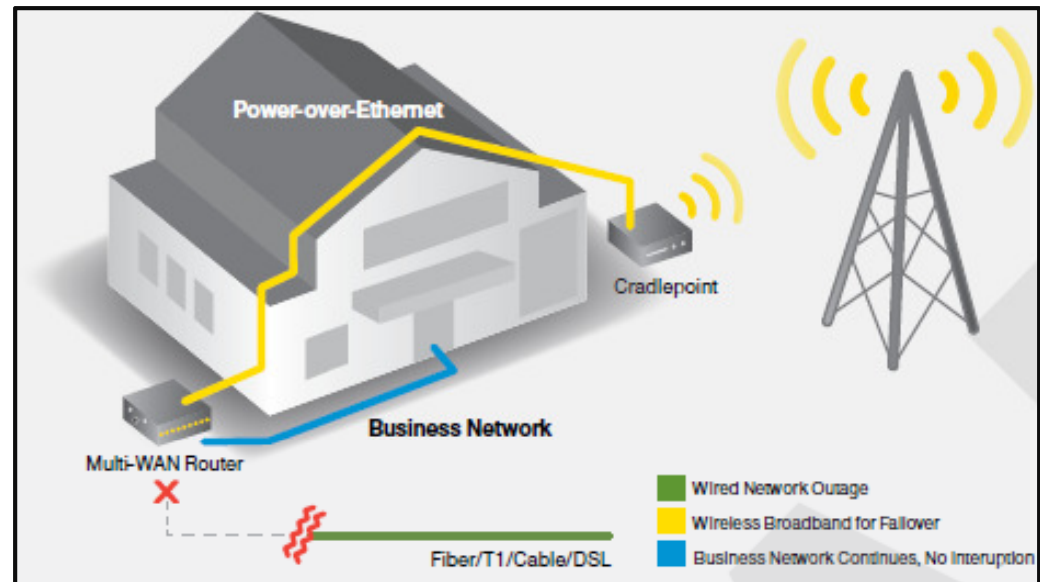 Power-over-Ethernet
Cradlepoint
Business Network
Multi-WAN Router
Wired Network Outage
Wireless Broadband for Failover
Fiber/T1/Cable/DSL
Business Network Continues, No Interuption